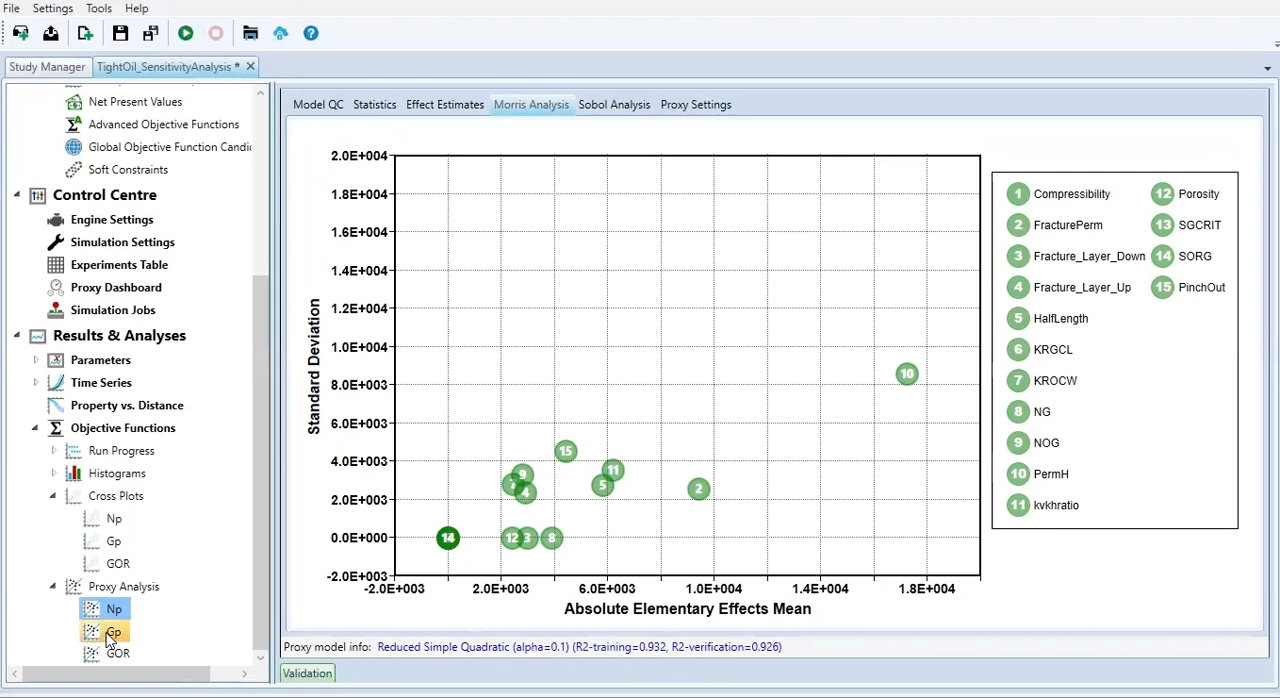 File Settings Tools Help
Study Manager TightOil_SensitivityAnalysis *
Net Present Values
Advanced Objective Functions
Global Objective Function Candi
Soft Constraints
Control Centre
Engine Settings
Simulation Settings
Experiments Table
Proxy Dashboard
Simulation Jobs
Results & Analyses
Parameters
Time Series
Property vs. Distance
Objective Functions
Run Progress
Histograms
Cross Plots
Np
Gp
GOR
Proxy Analysis
Np
Gp
GOR
Model QC Statistics Effect Estimates Morris Analysis Sobol Analysis Proxy Settings
2.0E+004
1.8E+004
1.6E+004
1.4E+004
1.2E+004
1.0E+004
8.0E+003
6.0E+003
4.0E+003
2.0E+003
0.0E+000
-2.0E+003
Standard Deviation
10
15
11
9
7
5
4
2
14
12
3
8
-2.0E+003 2.0E+003 6.0E+003 1.0E+004 1.4E+004 1.8E+004
Absolute Elementary Effects Mean
1 Compressibility
2 FracturePerm
3 Fracture_Layer_Down
4 Fracture_Layer_Up
5 HalfLength
6 KRGCL
7 KROCW
8 NG
9 NOG
10 PermH
11 kvkhratio
12 Porosity
13 SGCRIT
14 SORG
15 PinchOut
Proxy model info: Reduced Simple Quadratic (alpha=0.1) (R2-training=0.932, R2-verification=0.926)
Validation